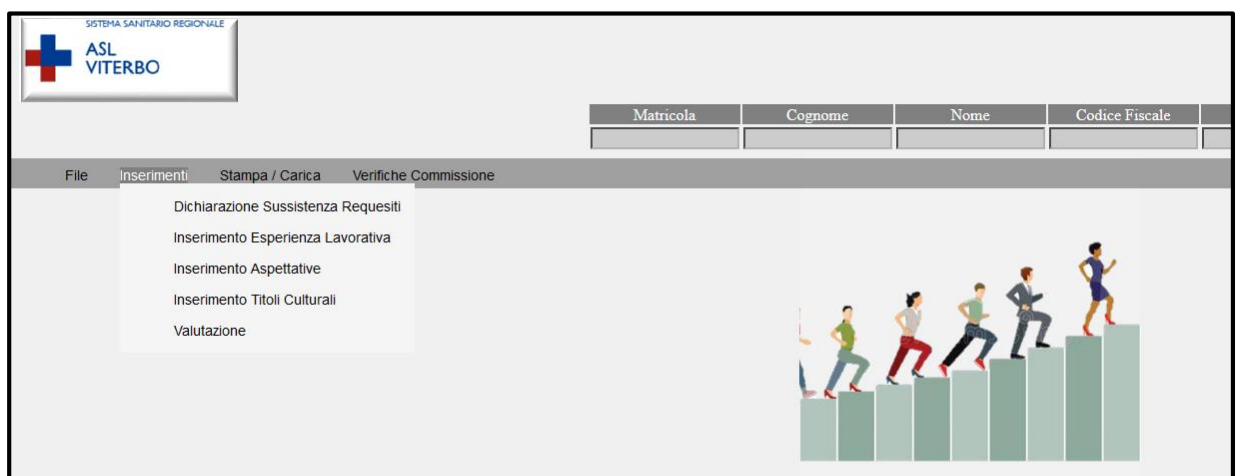 SISTEMA SANITARIO REGIONALE
ASL
VITERBO
Matricola Cognome Nome Codice Fiscale
File Inserimenti Stampa / Carica Verifiche Commissione
Dichiarazione Sussistenza Requesiti
Inserimento Esperienza Lavorativa
Inserimento Aspettative
Inserimento Titoli Culturali
Valutazione